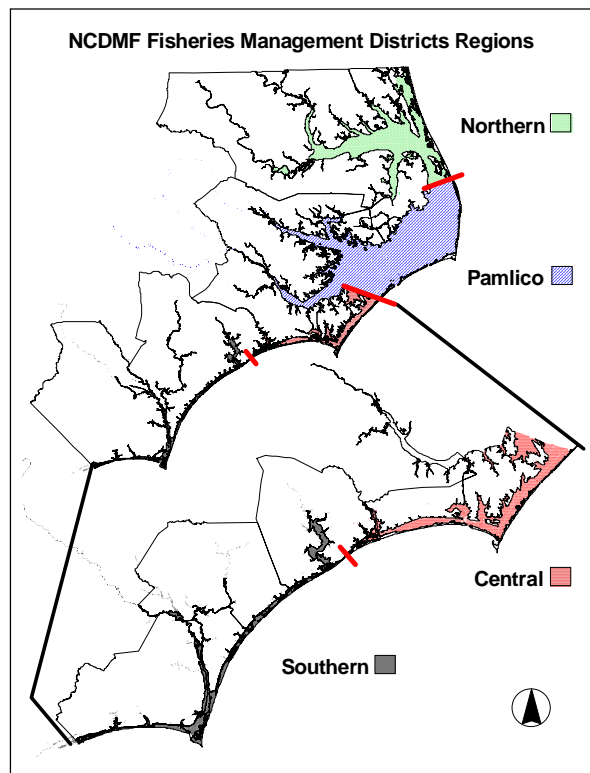 NCDMF Fisheries Management Districts Regions
Northern
Pamlico
Central
Southern